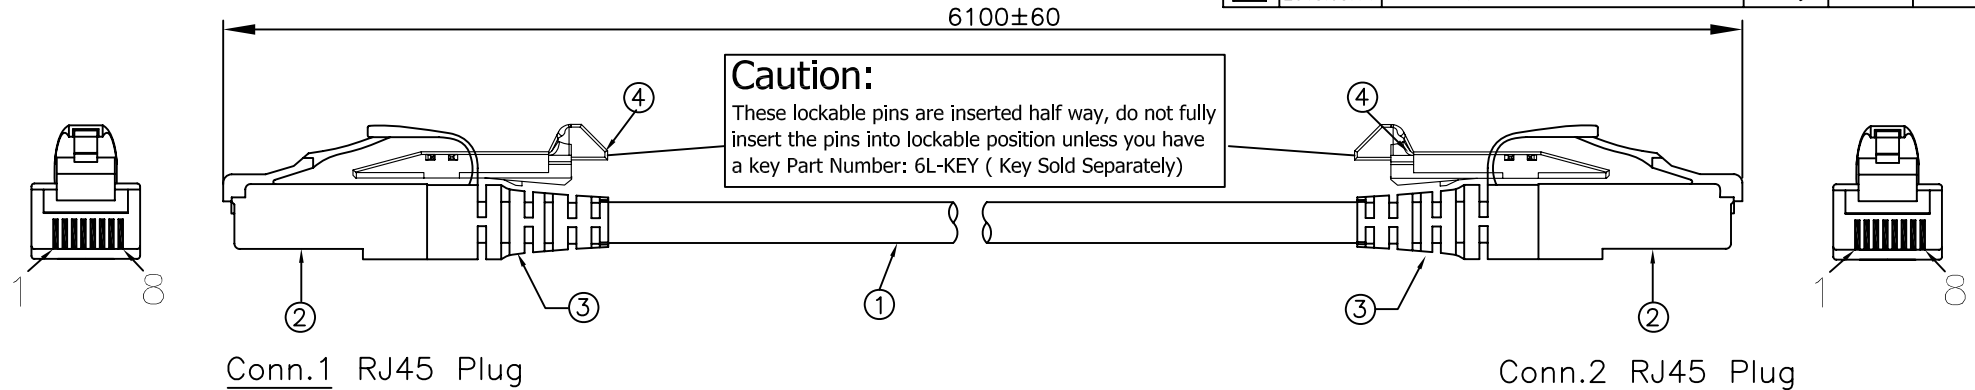 6100±60
Caution:
These lockable pins are inserted half way, do not fully
insert the pins into lockable position unless you have
a key Part Number: 6L-KEY ( Key Sold Separately)
④
④
1
8
②
③
①
③
②
1
8
Conn.1 RJ45 Plug
Conn.2 RJ45 Plug